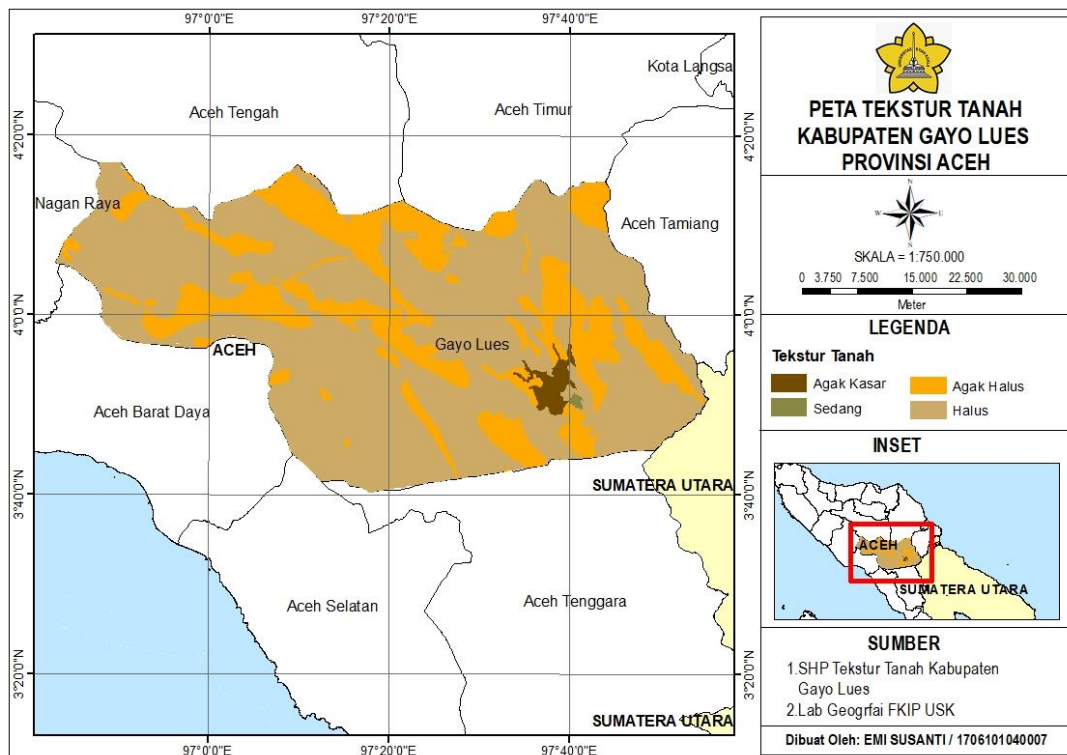 97°0'0"E
97°20'0"E
97°40'0"E
4°20'0"N
4°0'0"N
3°40'0"N
3°20'0"N
4°20'0"N
4°0'0"N
3°40'0"N
3°20'0"N
97°0'0"E
97°20'0"E
97°40'0"E
Kota Langsa
Aceh Tengah
Aceh Timur
Nagan Raya
Aceh Tamiang
Gayo Lues
ACEH
Aceh Barat Daya
SUMATERA UTARA
Aceh Selatan
Aceh Tenggara
SUMATERA UTARA
PETA TEKSTUR TANAH
KABUPATEN GAYO LUES
PROVINSI ACEH
N
W
E
S
SKALA = 1:750.000
0 3.750 7.500 15.000 22.500 30.000
Meter
LEGENDA
Tekstur Tanah
Agak Kasar
Agak Halus
Sedang
Halus
INSET
ACEH
SUMATERA UTARA
SUMBER
1.SHP Tekstur Tanah Kabupaten
Gayo Lues
2.Lab Geogrfai FKIP USK
Dibuat Oleh: EMI SUSANTI / 1706101040007